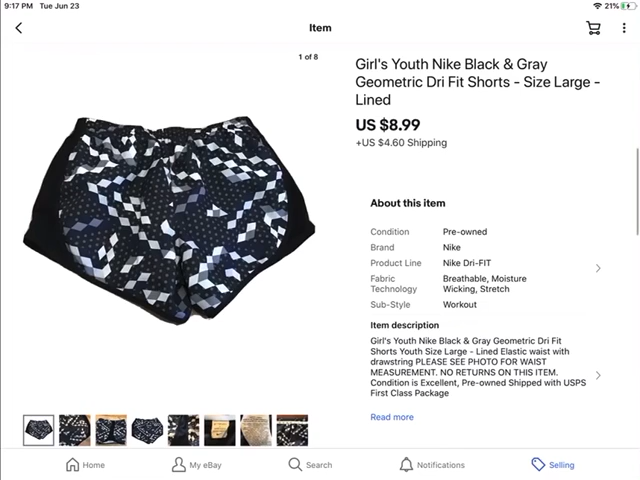 9:17 PM Tue Jun 23
21%
Item
1 of 8
Girl's Youth Nike Black & Gray
Geometric Dri Fit Shorts - Size Large -
Lined
US $8.99
+US $4.60 Shipping
About this item
Condition Pre-owned
Brand Nike
Product Line Nike Dri-FIT
Fabric Breathable, Moisture
Technology Wicking, Stretch
Sub-Style Workout
Item description
Girl's Youth Nike Black & Gray Geometric Dri Fit
Shorts Youth Size Large - Lined Elastic waist with
drawstring PLEASE SEE PHOTO FOR WAIST
MEASUREMENT. NO RETURNS ON THIS ITEM.
Condition is Excellent, Pre-owned Shipped with USPS
First Class Package
Read more
Home My eBay Search Notifications Selling